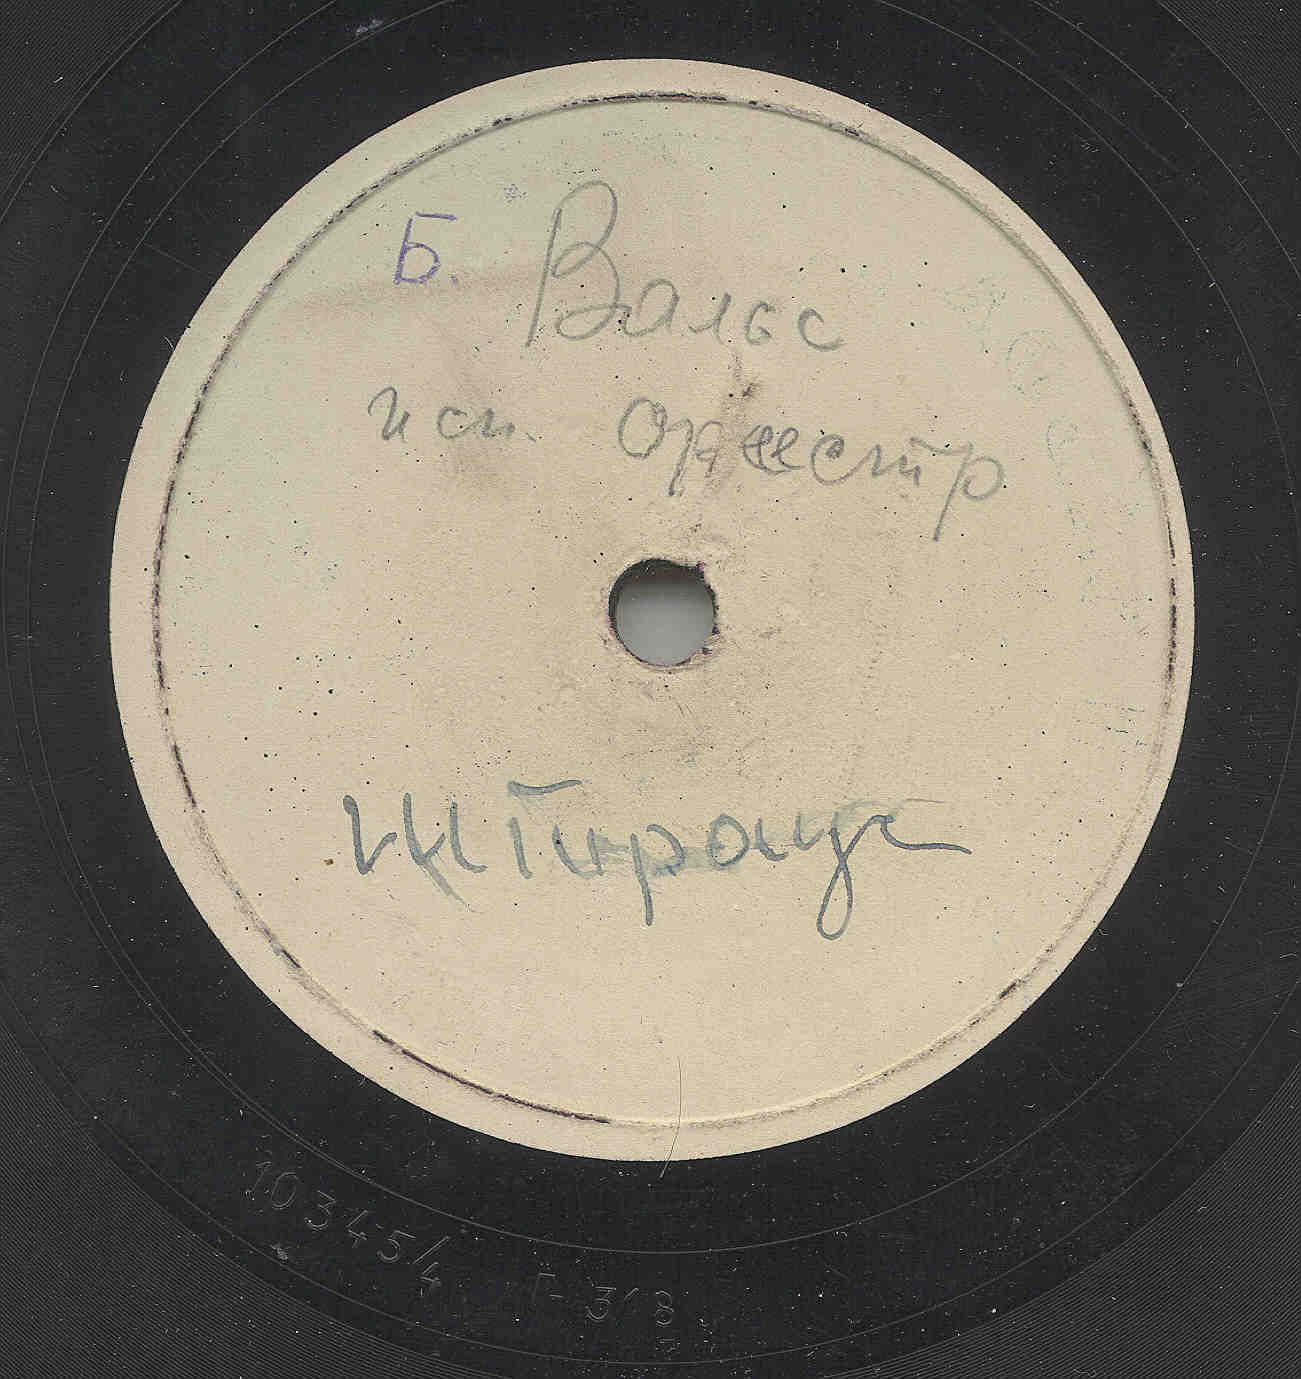 Б. Вальс
исп. оркестр
Штраус
10345/4 Г-318